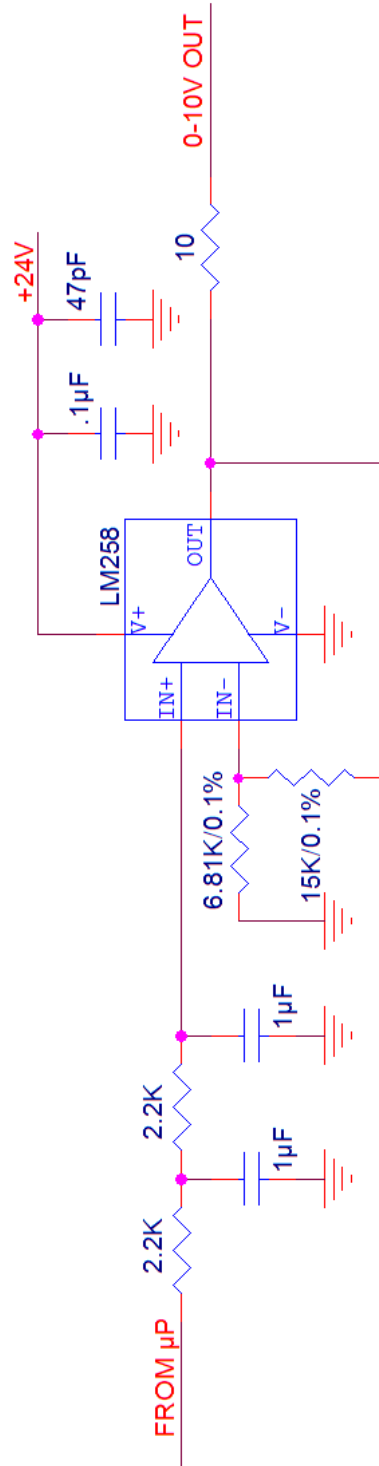 FROM µP
2.2K
1µF
2.2K
1µF
6.81K/0.1%
15K/0.1%
IN+
IN-
LM258
V+
V-
OUT
.1µF
47pF
+24V
10
0-10V OUT